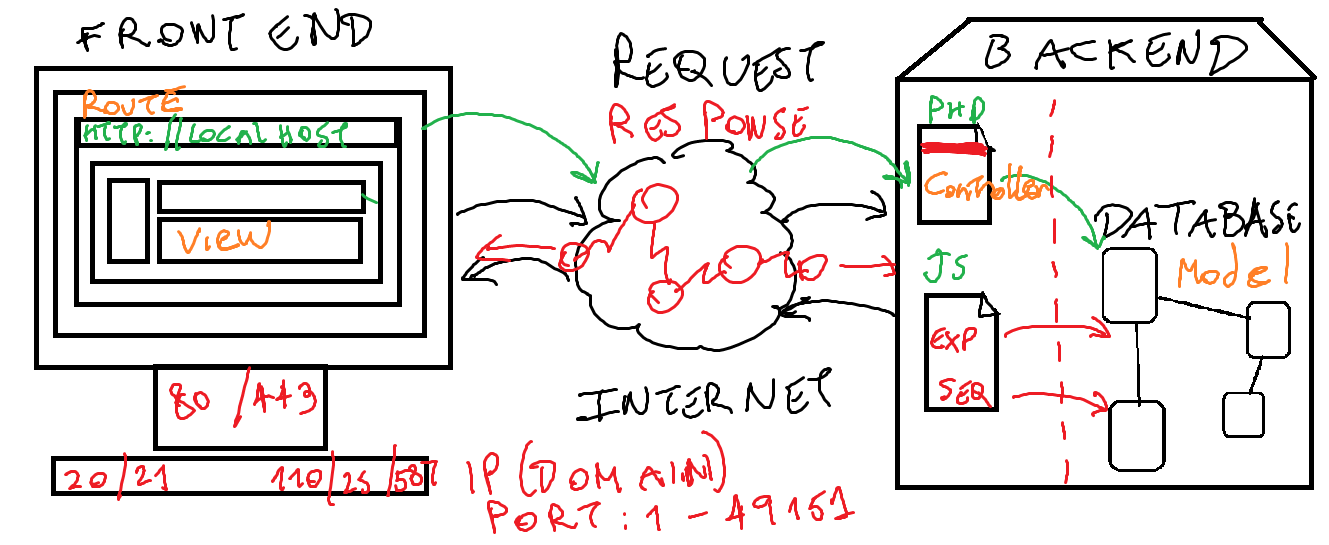 FRONT END
ROUTE
HTTP://LOCALHOST
VIEW
80/443
20/21 110/25/587
REQUEST
RESPONSE
INTERNET
IP (DOMAIN)
PORT: 1-49151
BACKEND
PHP
Controller
JS
EXP
SEQ
DATABASE
Model